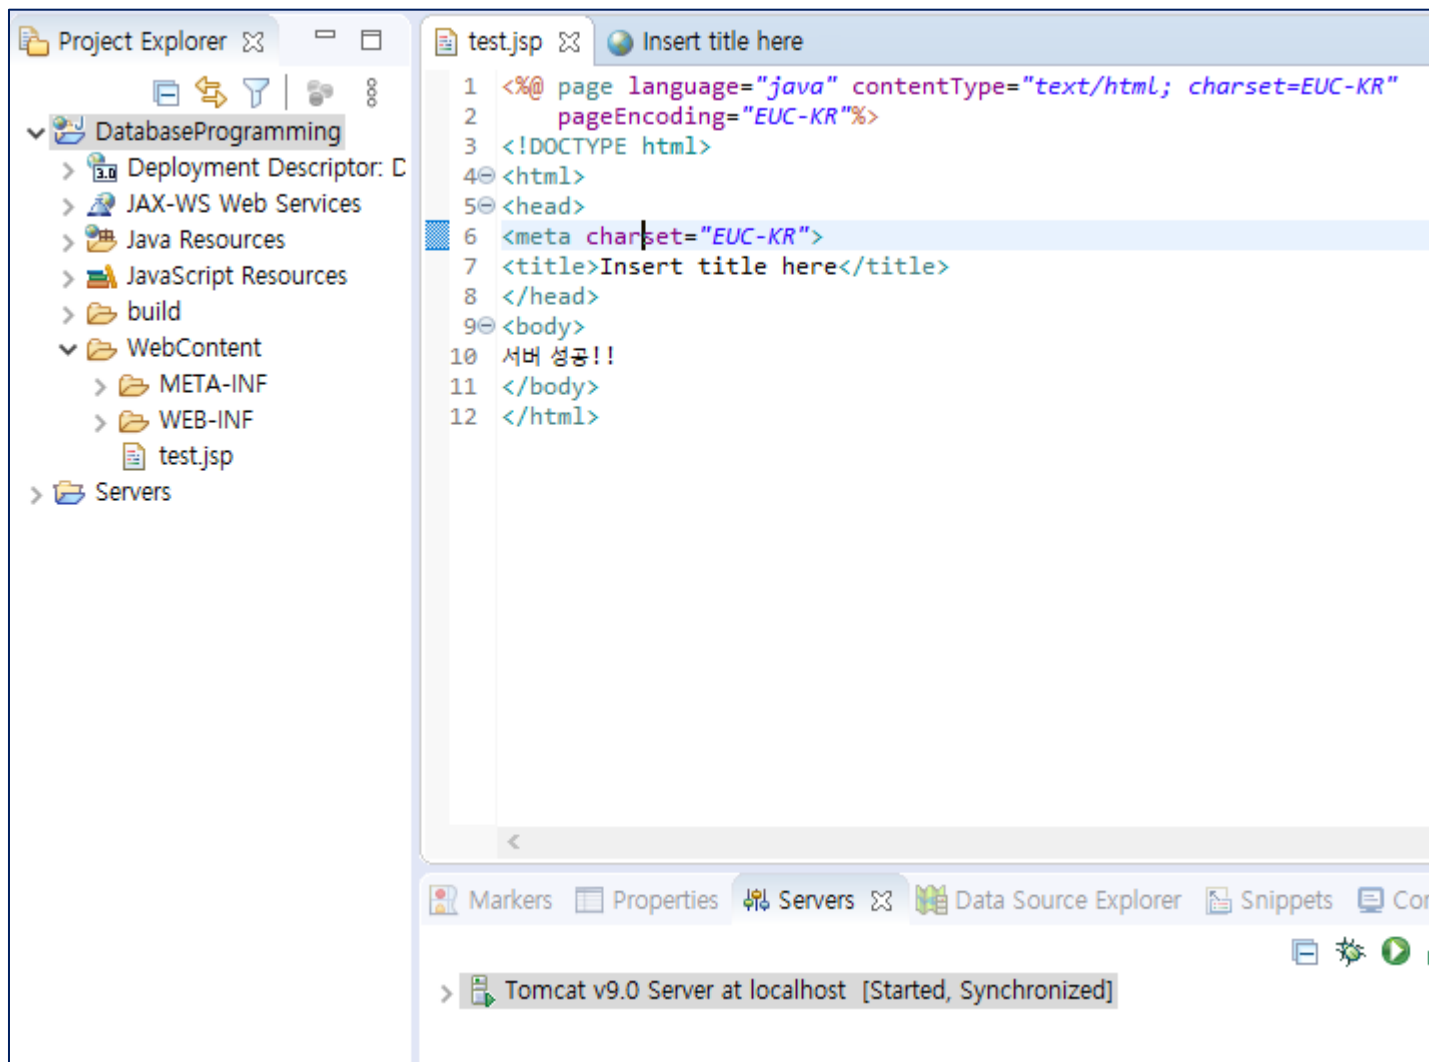 Project Explorer
DatabaseProgramming
3.0 Deployment Descriptor: D
JAX-WS Web Services
Java Resources
JavaScript Resources
build
WebContent
META-INF
WEB-INF
test.jsp
Servers
test.jsp Insert title here
1 <%@ page language="java" contentType="text/html; charset=EUC-KR"
2 pageEncoding="EUC-KR"%>
3 <!DOCTYPE html>
4 <html>
5 <head>
6 <meta charset="EUC-KR">
7 <title>Insert title here</title>
8 </head>
9 <body>
10 서버 성공!!
11 </body>
12 </html>
Markers Properties Servers Data Source Explorer Snippets Con
Tomcat v9.0 Server at localhost [Started, Synchronized]